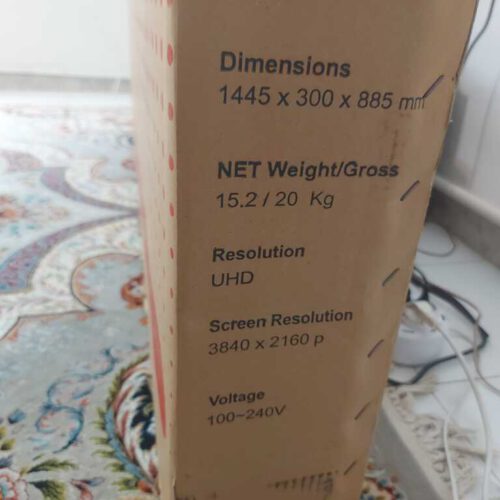 Dimensions
1445 x 300 x 885 mm
NET Weight/Gross
15.2 / 20 Kg
Resolution
UHD
Screen Resolution
3840 x 2160 p
Voltage
100~240V